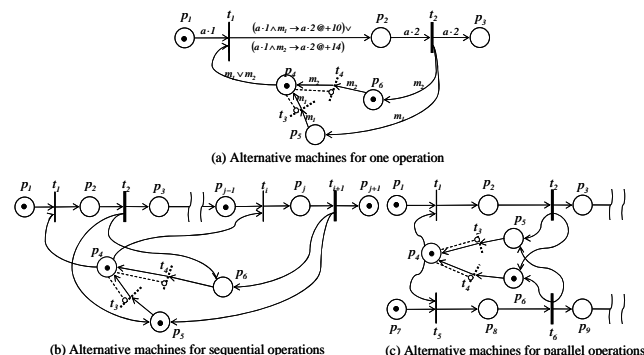 p₁ t₁ (a·1∧m₁→a·2@+10)∨ p₂ t₂ p₃
a·1 (a·1∧m₂→a·2@+14) a·2 a·2
m₁∨m₂ p₄ m₂ t₄ m₂ p₆ m₂
t₃ m₁ m₁ p₅ m₁
(a) Alternative machines for one operation
p₁ t₁ p₂ t₂ p₃ pⱼ₋₁ tᵢ pⱼ tᵢ₊₁ pⱼ₊₁
p₄ t₄ p₆
t₃ p₅
(b) Alternative machines for sequential operations
p₁ t₁ p₂ t₂ p₃
t₃ p₅
p₄
t₄ p₆
p₇ t₅ p₈ t₆ p₉
(c) Alternative machines for parallel operations